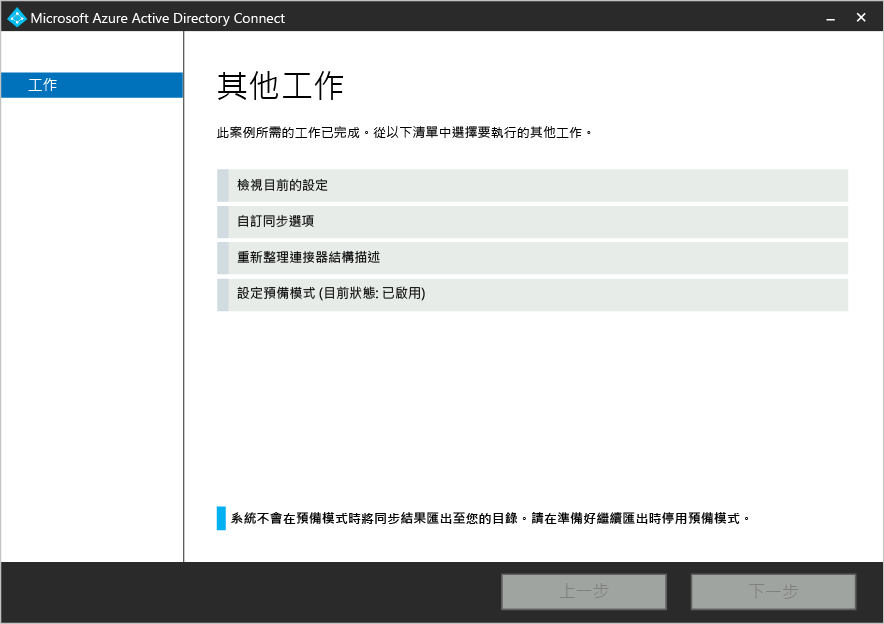 Microsoft Azure Active Directory Connect
工作
其他工作
此案例所需的工作已完成。從以下清單中選擇要執行的其他工作。
檢視目前的設定
自訂同步選項
重新整理連接器結構描述
設定預備模式 (目前狀態: 已啟用)
系統不會在預備模式時將同步結果匯出至您的目錄。請在準備好繼續匯出時停用預備模式。
上一步
下一步